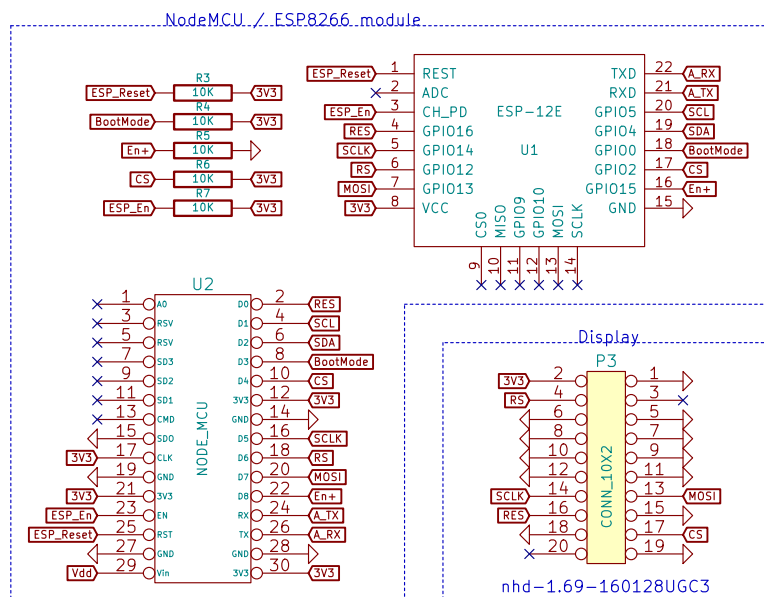 NodeMCU / ESP8266 module
R3
ESP_Reset 10K 3V3
R4
BootMode 10K 3V3
R5
En+ 10K
R6
CS 10K 3V3
R7
ESP_En 10K 3V3
ESP_Reset 1 REST TXD 22 A_RX
2 ADC RXD 21 A_TX
ESP_En 3 CH_PD ESP-12E GPIO5 20 SCL
RES 4 GPIO16 GPIO4 19 SDA
SCLK 5 GPIO14 U1 GPIO0 18 BootMode
RS 6 GPIO12 GPIO2 17 CS
MOSI 7 GPIO13 GPIO15 16 En+
3V3 8 VCC GND 15
CS0 MISO GPIO9 GPIO10 MOSI SCLK
9 10 11 12 13 14
U2
1 A0 D0 2 RES
3 RSV D1 4 SCL
5 RSV D2 6 SDA
7 SD3 D3 8 BootMode
9 SD2 D4 10 CS
11 SD1 3V3 12 3V3
13 CMD GND 14
15 SD0 D5 16 SCLK
3V3 17 CLK D6 18 RS
19 GND D7 20 MOSI
3V3 21 3V3 D8 22 En+
ESP_En 23 EN RX 24 A_TX
ESP_Reset 25 RST TX 26 A_RX
27 GND GND 28
Vdd 29 Vin 3V3 30 3V3
NODE_MCU
Display
P3
3V3 2 1
RS 4 3
6 5
8 7
10 9
12 11
SCLK 14 13 MOSI
RES 16 15
18 17 CS
20 19
CONN_10X2
nhd-1.69-160128UGC3